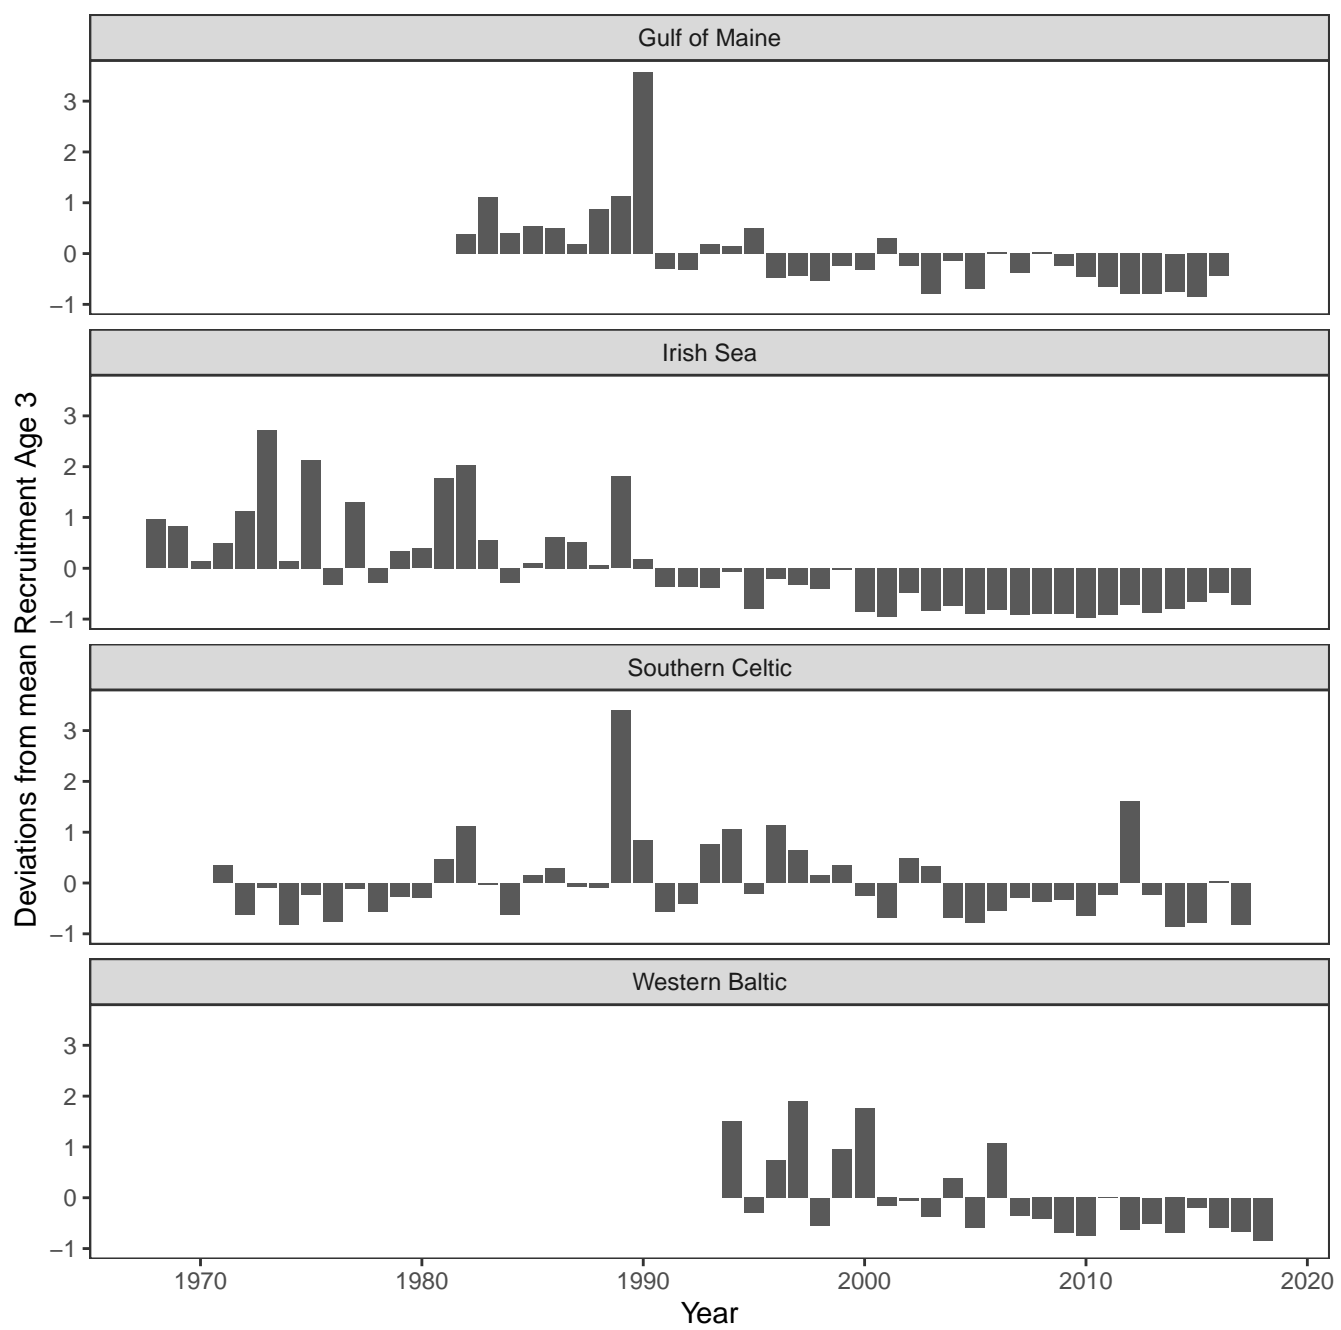 Gulf of Maine
3
2
1
0
−1
Irish Sea
3
2
1
0
−1
Southern Celtic
3
2
1
0
−1
Western Baltic
3
2
1
0
−1
Deviations from mean Recruitment Age 3
1970 1980 1990 2000 2010 2020
Year